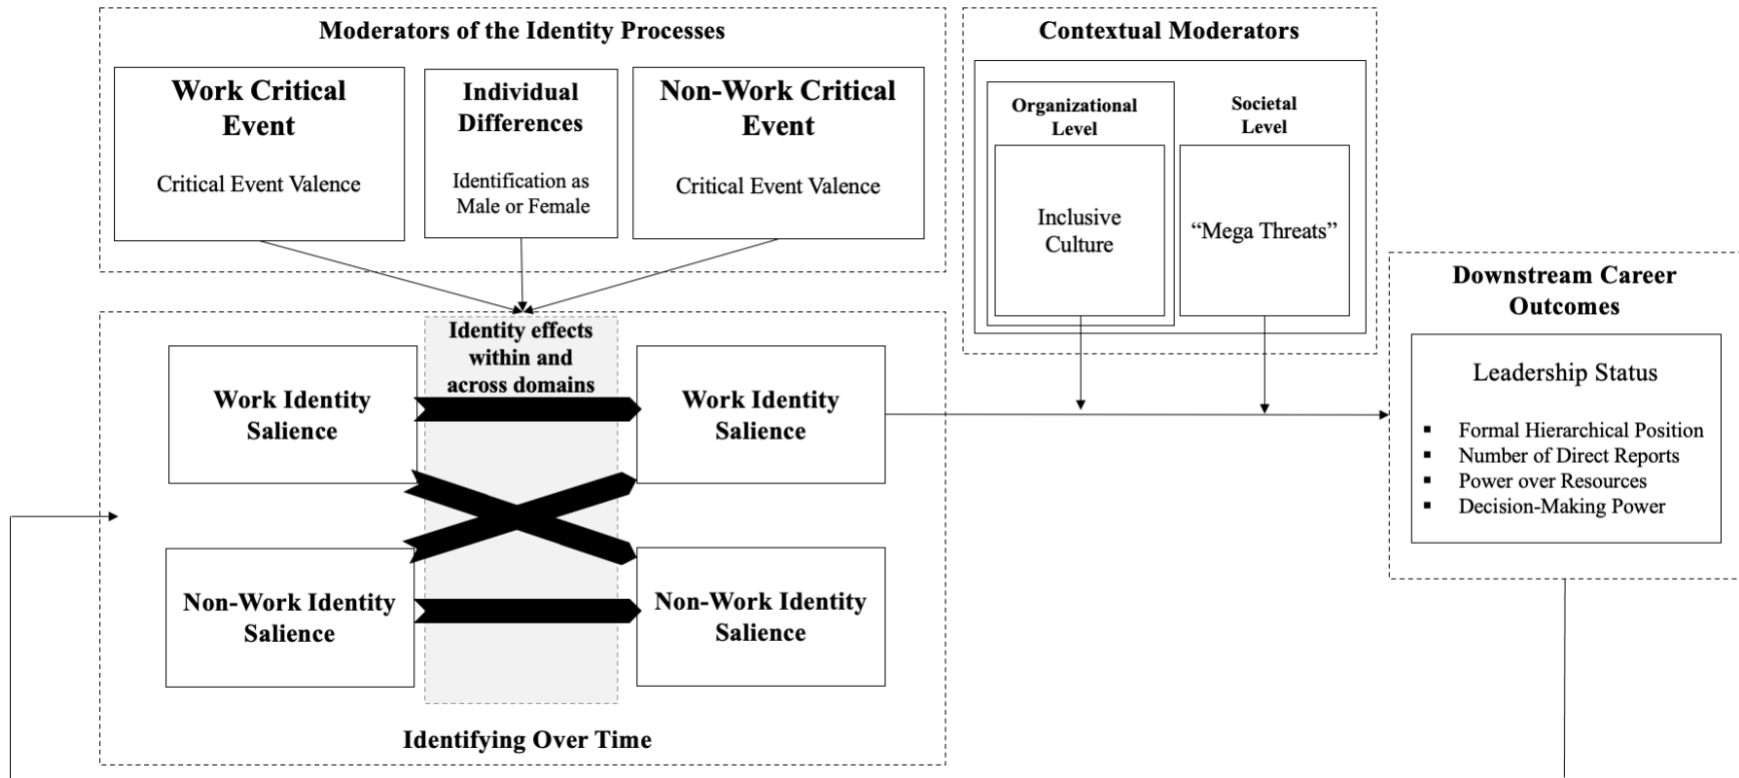 Moderators of the Identity Processes
Work Critical
Event
Critical Event Valence
Individual
Differences
Identification as
Male or Female
Non-Work Critical
Event
Critical Event Valence
Contextual Moderators
Organizational
Level
Inclusive
Culture
Societal
Level
“Mega Threats”
Identity effects
within and
across domains
Work Identity
Salience
Work Identity
Salience
Non-Work Identity
Salience
Non-Work Identity
Salience
Identifying Over Time
Downstream Career
Outcomes
Leadership Status
▪ Formal Hierarchical Position
▪ Number of Direct Reports
▪ Power over Resources
▪ Decision-Making Power